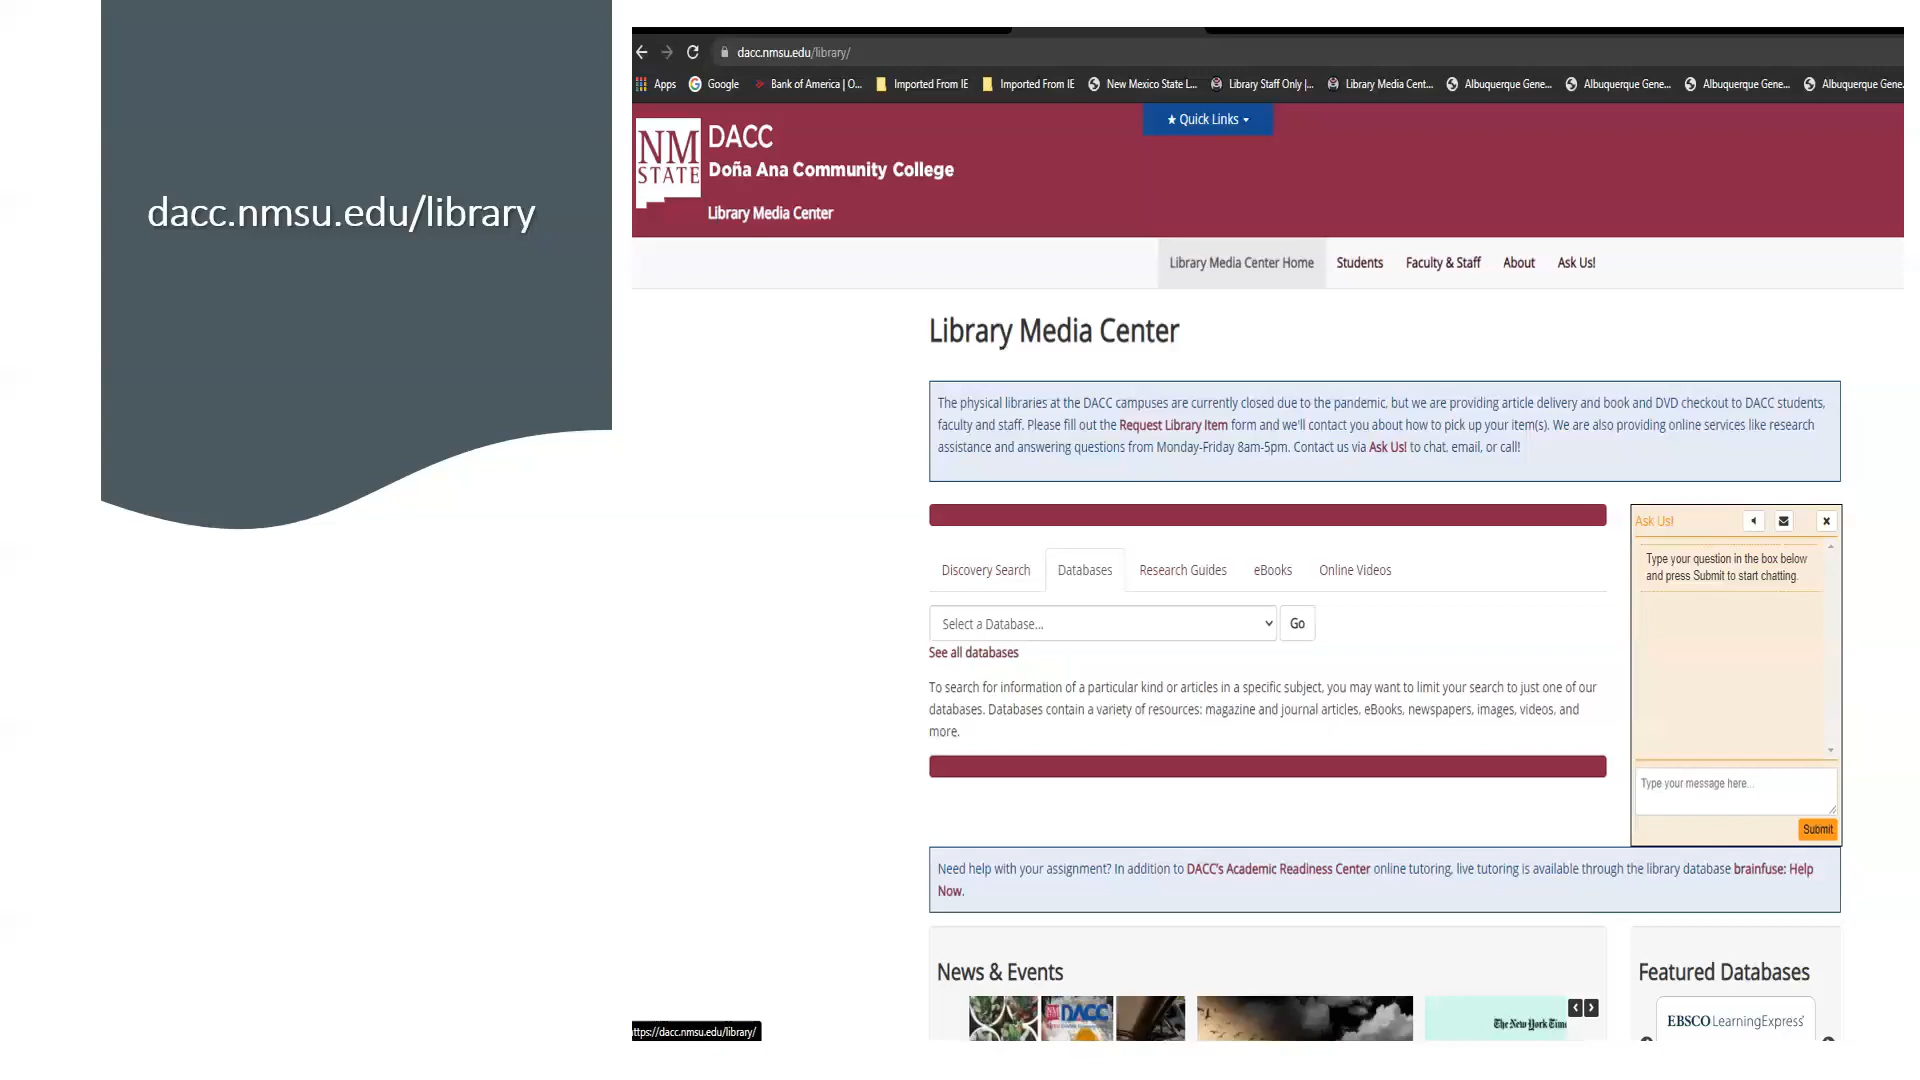 dacc.nmsu.edu/library
dacc.nmsu.edu/library/
Apps Google Bank of America | O... Imported From IE Imported From IE New Mexico State L... Library Staff Only |... Library Media Cent... Albuquerque Gene... Albuquerque Gene... Albuquerque Gene... Albuquerque Gene
★ Quick Links
NM
STATE
DACC
Doña Ana Community College
Library Media Center
Library Media Center Home Students Faculty & Staff About Ask Us!
Library Media Center
The physical libraries at the DACC campuses are currently closed due to the pandemic, but we are providing article delivery and book and DVD checkout to DACC students,
faculty and staff. Please fill out the Request Library Item form and we'll contact you about how to pick up your item(s). We are also providing online services like research
assistance and answering questions from Monday-Friday 8am-5pm. Contact us via Ask Us! to chat, email, or call!
Discovery Search Databases Research Guides eBooks Online Videos
Select a Database... Go
See all databases
To search for information of a particular kind or articles in a specific subject, you may want to limit your search to just one of our
databases. Databases contain a variety of resources: magazine and journal articles, eBooks, newspapers, images, videos, and
more.
Ask Us!
Type your question in the box below
and press Submit to start chatting.
Type your message here...
Submit
Need help with your assignment? In addition to DACC's Academic Readiness Center online tutoring, live tutoring is available through the library database brainfuse: Help
Now.
News & Events
NM DACC
The New York Time
Featured Databases
EBSCO LearningExpress
ttps://dacc.nmsu.edu/library/